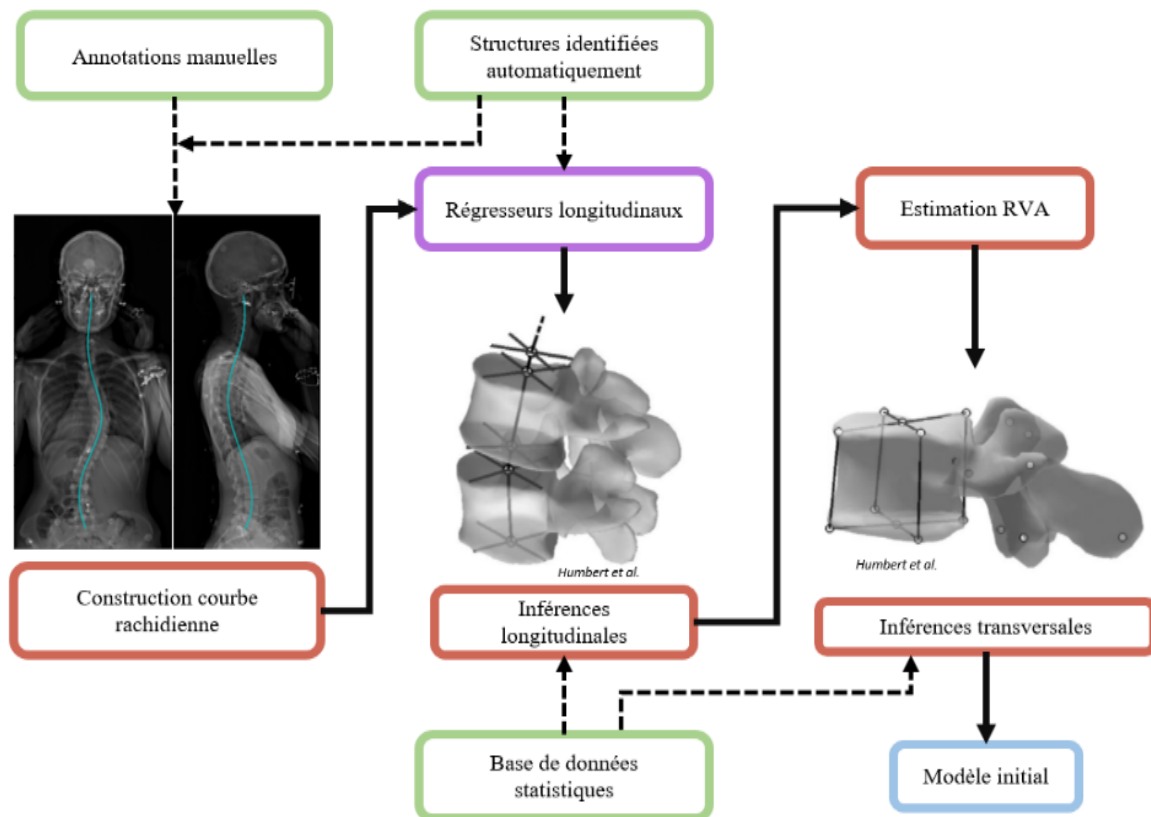 Annotations manuelles
Structures identifiées
automatiquement
Régresseurs longitudinaux
Estimation RVA
Humbert et al.
Humbert et al.
Construction courbe
rachidienne
Inférences
longitudinales
Inférences transversales
Base de données
statistiques
Modèle initial